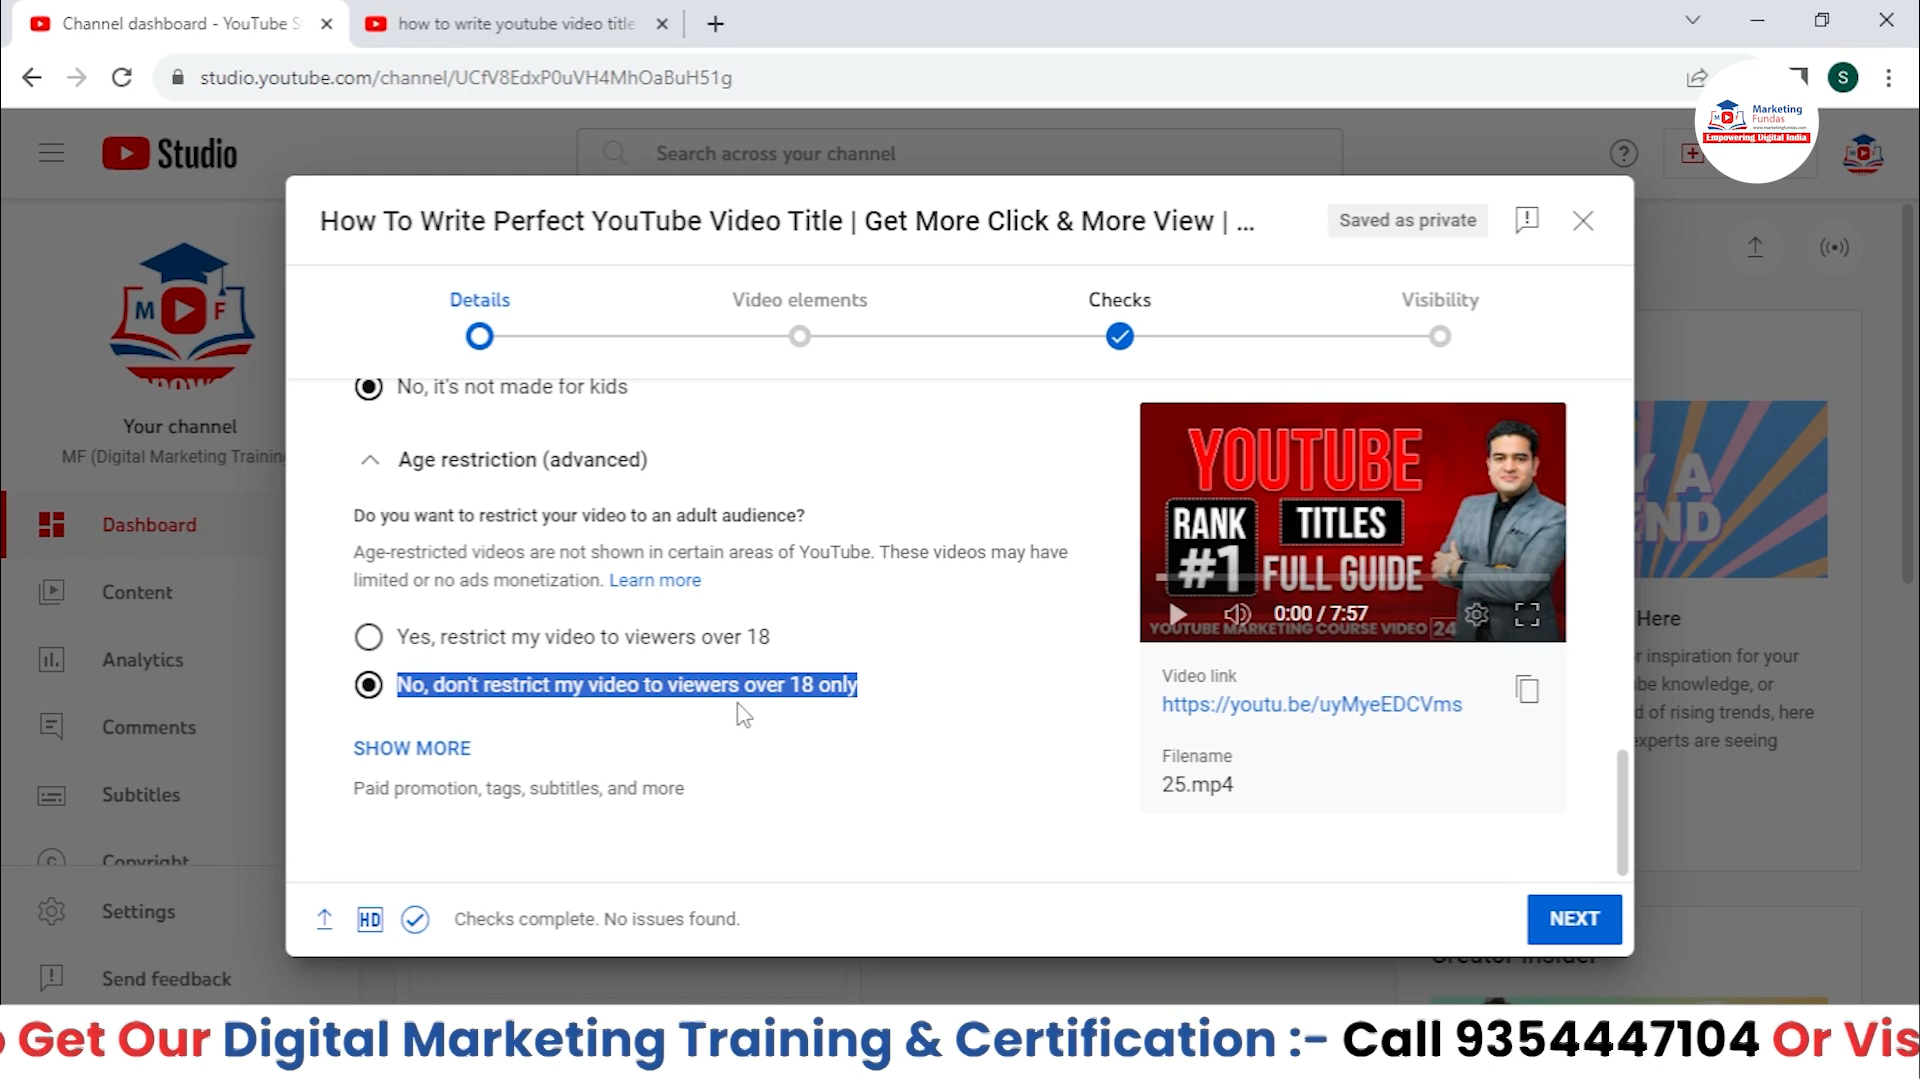 Channel dashboard - YouTube S
how to write youtube video title
studio.youtube.com/channel/UCfV8EdxP0uVH4MhOaBuH51g
S
Marketing
Fundas
Empowering Digital India
Studio
Search across your channel
How To Write Perfect YouTube Video Title | Get More Click & More View | ...
Saved as private
Details
Video elements
Checks
Visibility
M F
Your channel
MF (Digital Marketing Training
Dashboard
Content
Analytics
Comments
Subtitles
Copyright
Settings
Send feedback
No, it's not made for kids
Age restriction (advanced)
Do you want to restrict your video to an adult audience?
Age-restricted videos are not shown in certain areas of YouTube. These videos may have
limited or no ads monetization. Learn more
Yes, restrict my video to viewers over 18
No, don't restrict my video to viewers over 18 only
SHOW MORE
Paid promotion, tags, subtitles, and more
YOUTUBE
RANK TITLES
#1 FULL GUIDE
0:00 / 7:57
YOUTUBE MARKETING COURSE VIDEO 24
Video link
https://youtu.be/uyMyeEDCVms
Filename
25.mp4
Here
r inspiration for your
be knowledge, or
d of rising trends, here
experts are seeing
HD
Checks complete. No issues found.
NEXT
Creator Insider
o Get Our Digital Marketing Training & Certification :- Call 9354447104 Or Vis